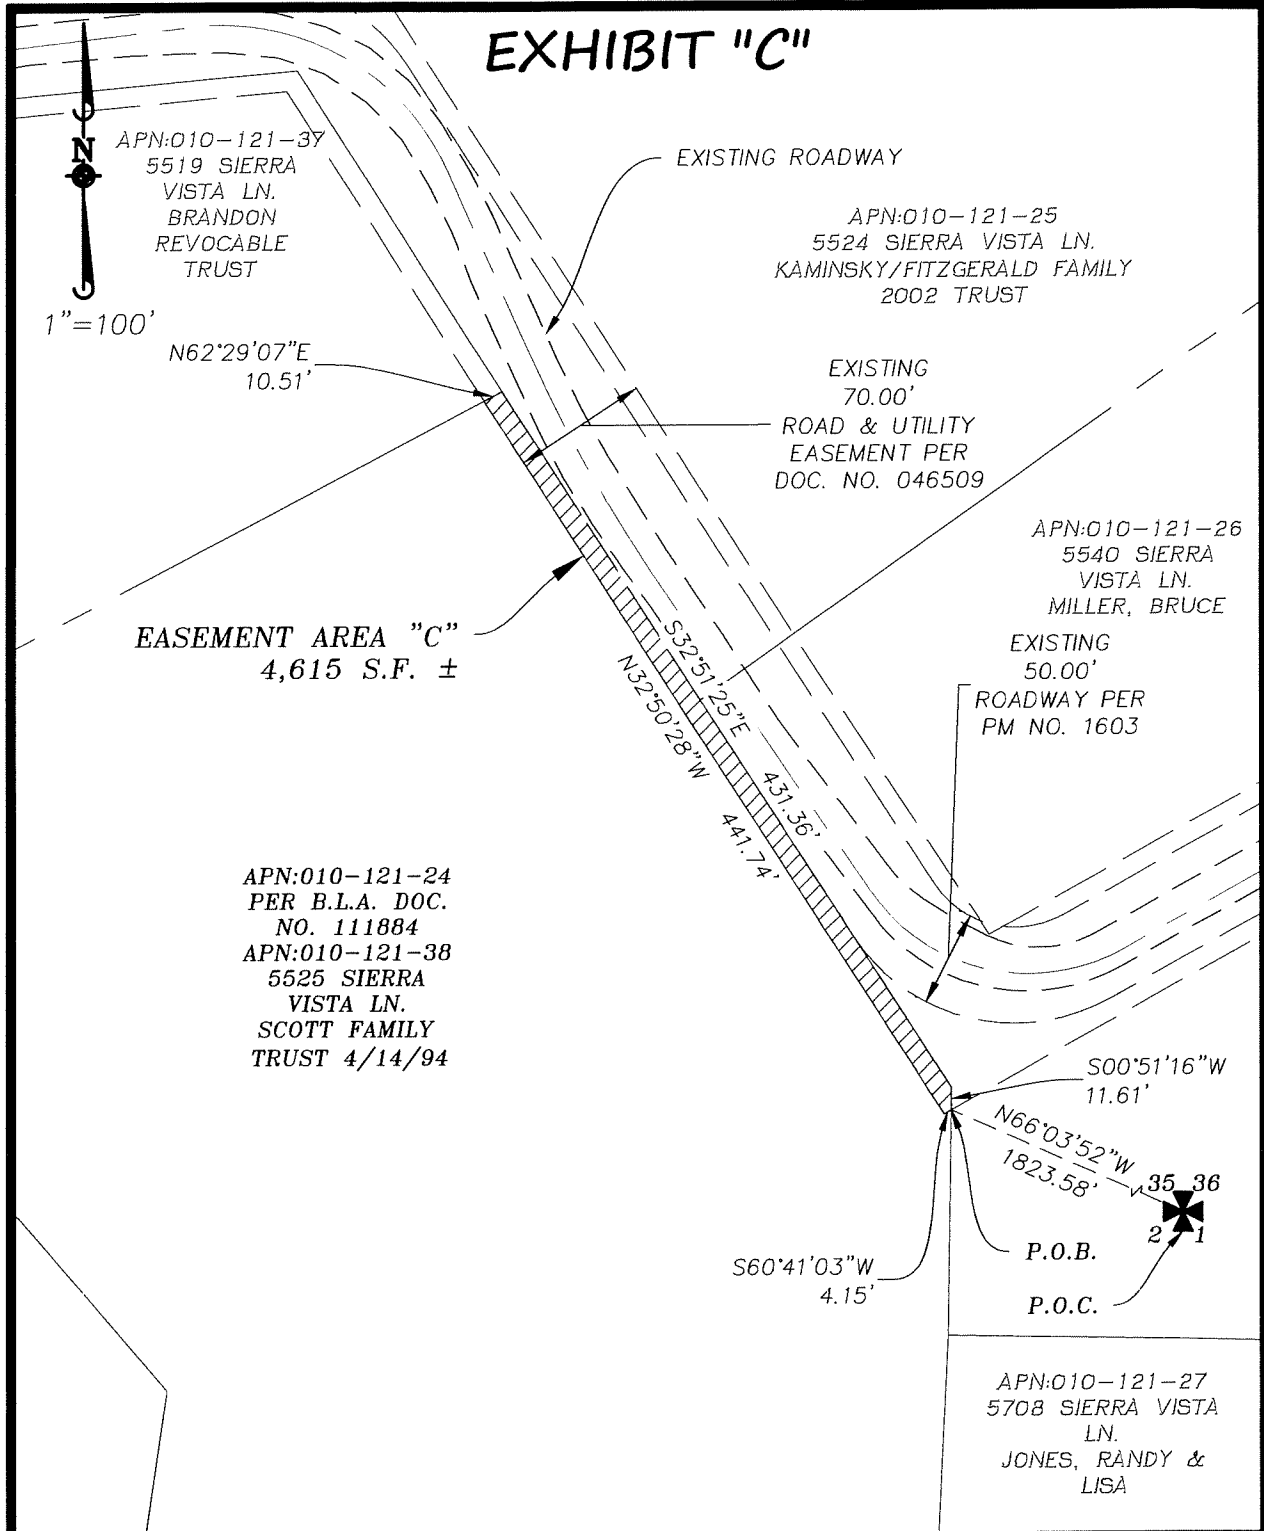 EXHIBIT "C"
N
1"=100'
APN:010-121-37
5519 SIERRA
VISTA LN.
BRANDON
REVOCABLE
TRUST
EXISTING ROADWAY
APN:010-121-25
5524 SIERRA VISTA LN.
KAMINSKY/FITZGERALD FAMILY
2002 TRUST
N62°29'07"E
10.51'
EXISTING
70.00'
ROAD & UTILITY
EASEMENT PER
DOC. NO. 046509
APN:010-121-26
5540 SIERRA
VISTA LN.
MILLER, BRUCE
EASEMENT AREA "C"
4,615 S.F. ±
EXISTING
50.00'
ROADWAY PER
PM NO. 1603
S32°51'25"E
431.36'
N32°50'28"W
441.74'
APN:010-121-24
PER B.L.A. DOC.
NO. 111884
APN:010-121-38
5525 SIERRA
VISTA LN.
SCOTT FAMILY
TRUST 4/14/94
S00°51'16"W
11.61'
N66°03'52"W
1823.58'
35 36
2 1
P.O.B.
S60°41'03"W
4.15'
P.O.C.
APN:010-121-27
5708 SIERRA VISTA
LN.
JONES, RANDY &
LISA